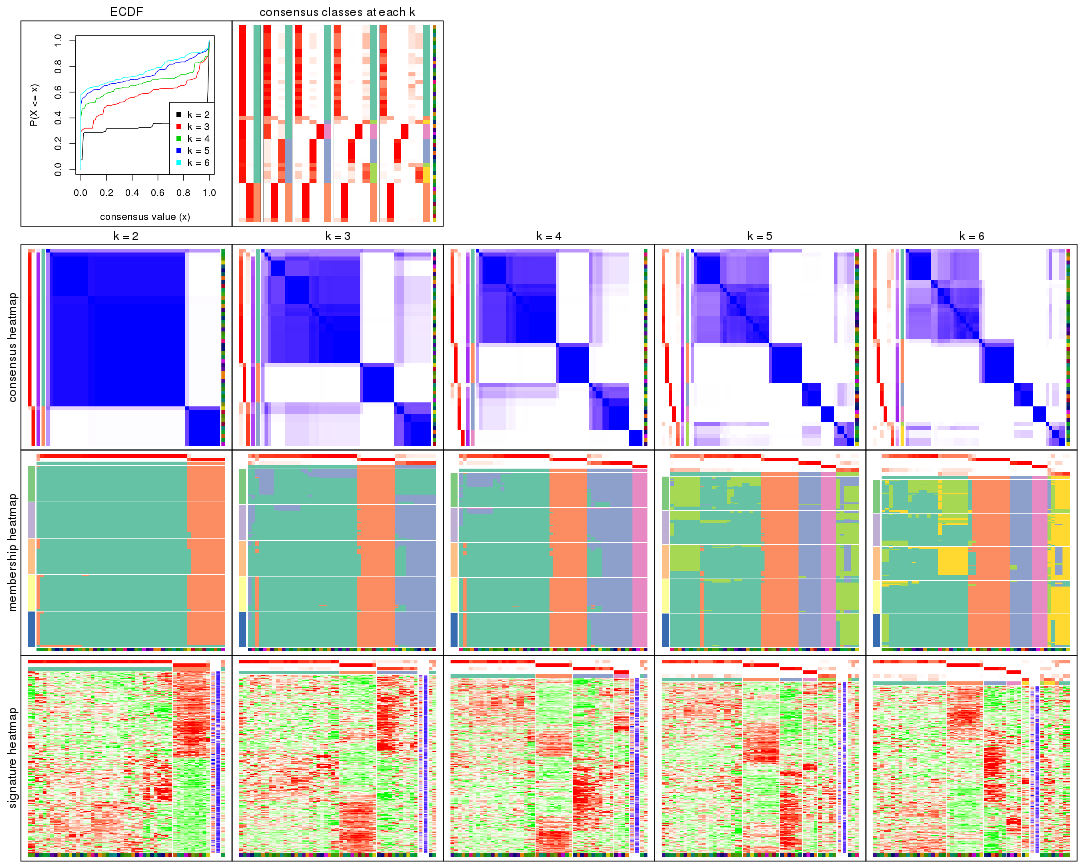 ECDF
consensus classes at each k
P(X <= x)
0.0
0.2
0.4
0.6
0.8
1.0
k = 2
k = 3
k = 4
k = 5
k = 6
0.0 0.2 0.4 0.6 0.8 1.0
consensus value (x)
k = 2
k = 3
k = 4
k = 5
k = 6
consensus heatmap
membership heatmap
signature heatmap